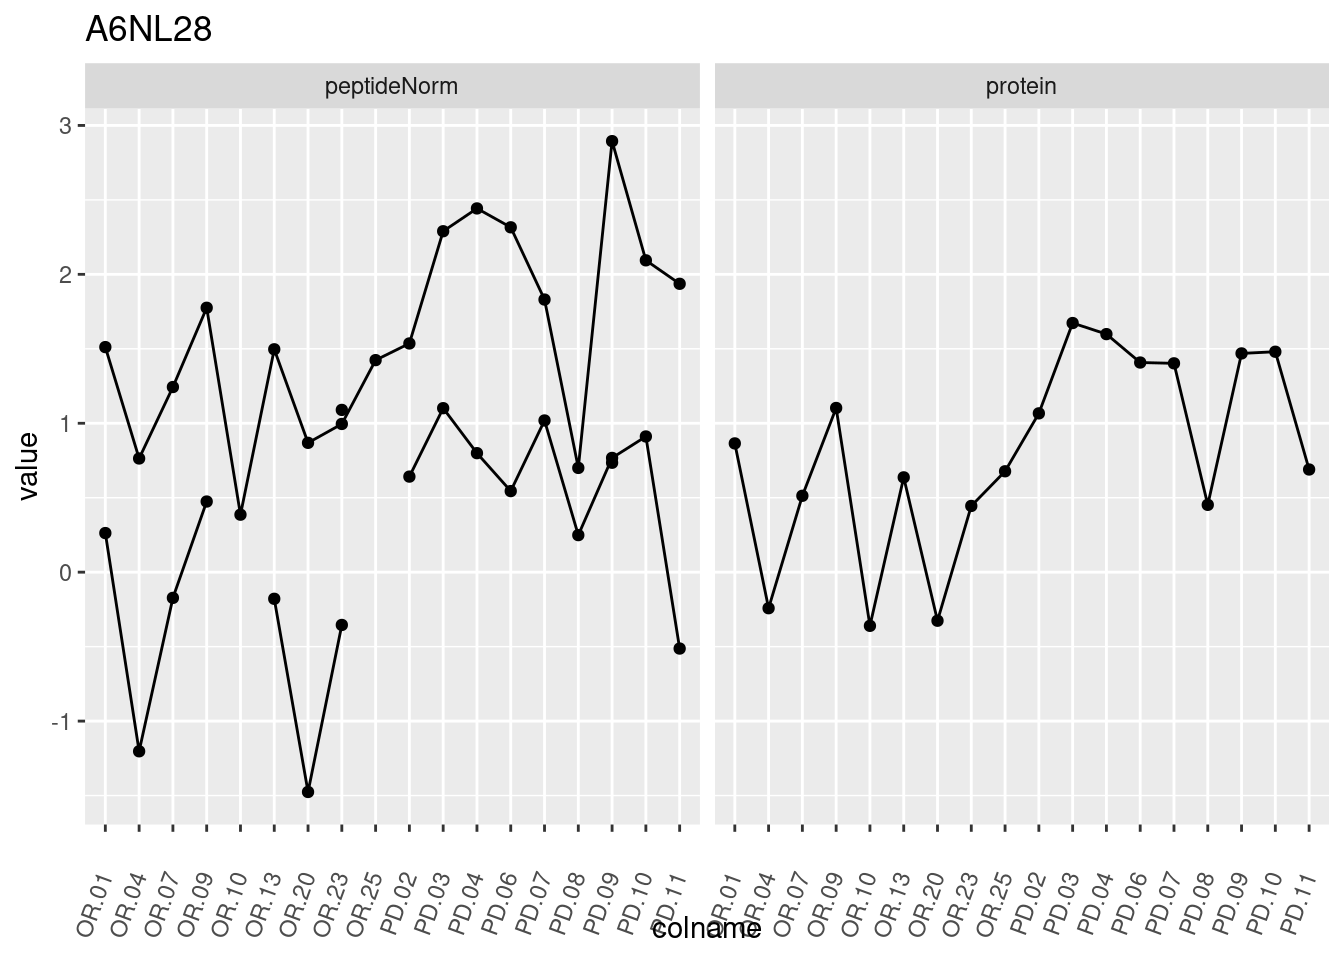 A6NL28
peptideNorm
protein
value
3
2
1
0
-1
OR.01
OR.04
OR.07
OR.09
OR.10
OR.13
OR.20
OR.23
OR.25
PD.02
PD.03
PD.04
PD.06
PD.07
PD.08
PD.09
PD.10
PD.11
OR.01
OR.04
OR.07
OR.09
OR.10
OR.13
OR.20
OR.23
OR.25
PD.02
PD.03
PD.04
PD.06
PD.07
PD.08
PD.09
PD.10
PD.11
colname